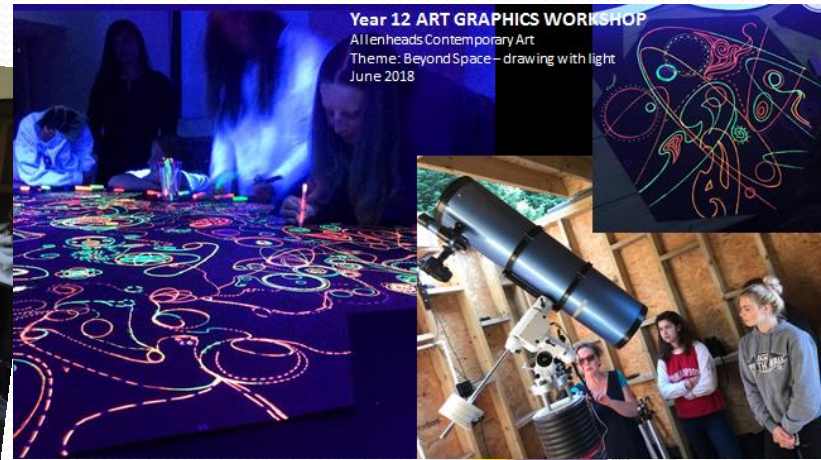 Year 12 ART GRAPHICS WORKSHOP
Allenheads Contemporary Art
Theme: Beyond Space – drawing with light
June 2018